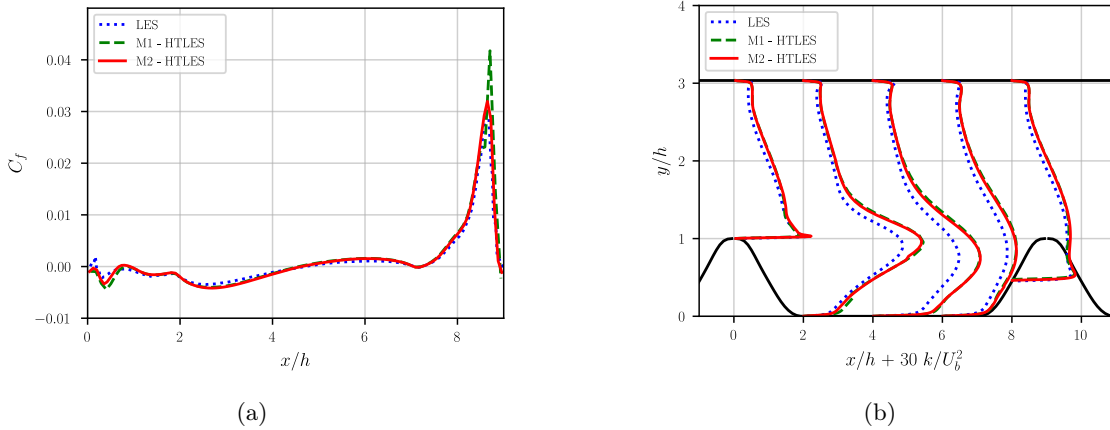 LES
M1 - HTLES
M2 - HTLES
0.04
0.03
0.02
0.01
0.00
−0.01
C_f
0 2 4 6 8
x/h
(a)
LES
M1 - HTLES
M2 - HTLES
4
3
2
1
0
y/h
0 2 4 6 8 10
x/h + 30 k/U_b^2
(b)